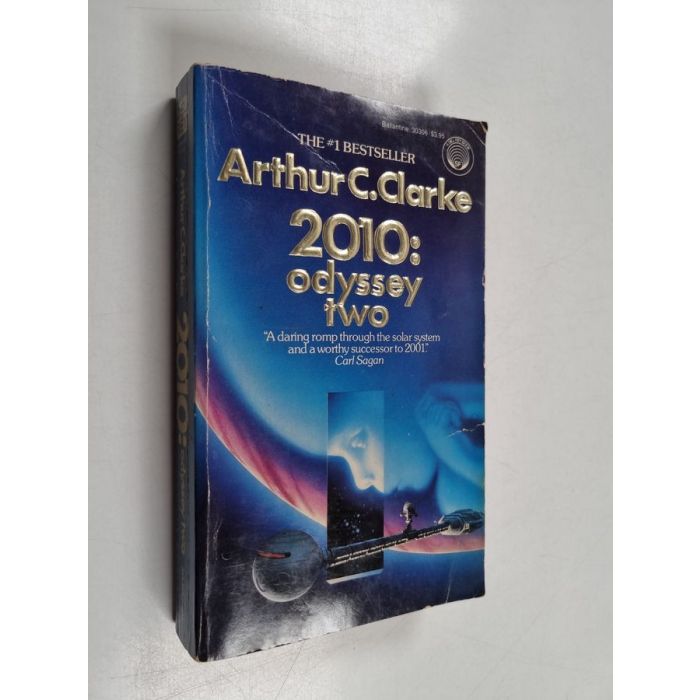 Ballantine 30306 $3.95
THE #1 BESTSELLER
Arthur C. Clarke
2010:
odyssey
two
"A daring romp through the solar system
and a worthy successor to 2001."
Carl Sagan
Arthur C. Clarke 2010: odyssey two